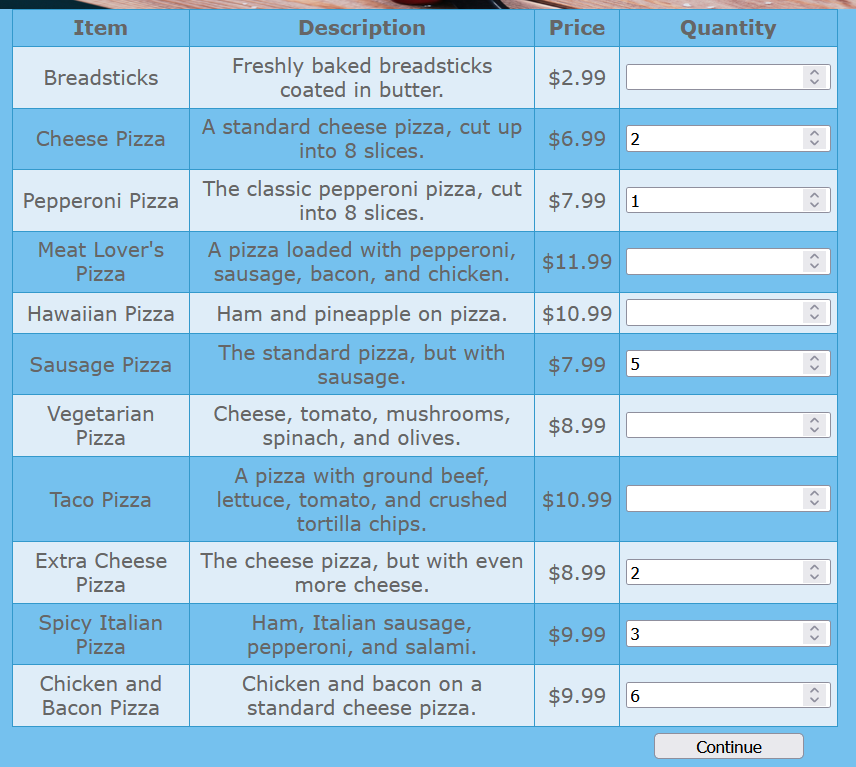 Item Description Price Quantity
Breadsticks
Freshly baked breadsticks
coated in butter.
$2.99
Cheese Pizza
A standard cheese pizza, cut up
into 8 slices.
$6.99
2
Pepperoni Pizza
The classic pepperoni pizza, cut
into 8 slices.
$7.99
1
Meat Lover's
Pizza
A pizza loaded with pepperoni,
sausage, bacon, and chicken.
$11.99
Hawaiian Pizza
Ham and pineapple on pizza.
$10.99
Sausage Pizza
The standard pizza, but with
sausage.
$7.99
5
Vegetarian
Pizza
Cheese, tomato, mushrooms,
spinach, and olives.
$8.99
Taco Pizza
A pizza with ground beef,
lettuce, tomato, and crushed
tortilla chips.
$10.99
Extra Cheese
Pizza
The cheese pizza, but with even
more cheese.
$8.99
2
Spicy Italian
Pizza
Ham, Italian sausage,
pepperoni, and salami.
$9.99
3
Chicken and
Bacon Pizza
Chicken and bacon on a
standard cheese pizza.
$9.99
6
Continue